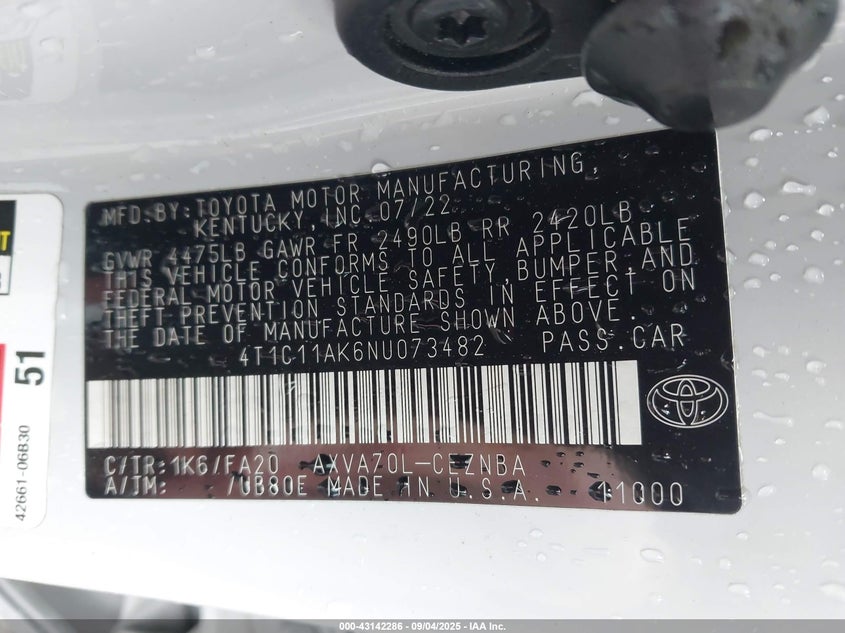 MFD BY: TOYOTA MOTOR MANUFACTURING,
KENTUCKY, INC. 07/22
GVWR 4475LB GAWR FR 2490LB RR 2420LB
THIS VEHICLE CONFORMS TO ALL APPLICABLE
FEDERAL MOTOR VEHICLE SAFETY, BUMPER, AND
THEFT PREVENTION STANDARDS IN EFFECT ON
THE DATE OF MANUFACTURE SHOWN ABOVE.
4T1C11AK6NU073482 PASS.CAR
C/TR: 1K6/FA20 AXVA70L-CEZNBA
A/TM: /UB80E MADE IN U.S.A. 11000
51
42661-06B30
000-43142286 - 09/04/2025 - IAA Inc.